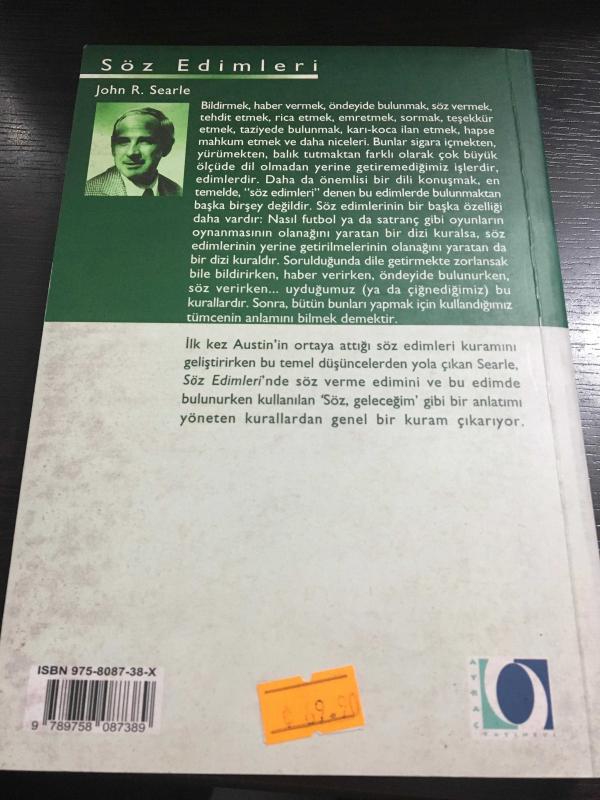 Söz Edimleri
John R. Searle
Bildirmek, haber vermek, öndeyide bulunmak, söz vermek,
tehdit etmek, rica etmek, emretmek, sormak, teşekkür
etmek, taziyede bulunmak, karı-koca ilan etmek, hapse
mahkum etmek ve daha niceleri. Bunlar sigara içmekten,
yürümekten, balık tutmaktan farklı olarak çok büyük
ölçüde dil olmadan yerine getiremediğimiz işlerdir,
edimlerdir. Daha da önemlisi bir dili konuşmak, en
temelde, "söz edimleri" denen bu edimlerde bulunmaktan
başka birşey değildir. Söz edimlerinin bir başka özelliği
daha vardır: Nasıl futbol ya da satranç gibi oyunların
oynanmasının olanağını yaratan bir dizi kuralsa, söz
edimlerinin yerine getirilmelerinin olanağını yaratan da
bir dizi kuraldır. Sorulduğunda dile getirmekte zorlansak
bile bildirirken, haber verirken, öndeyide bulunurken,
söz verirken... uyduğumuz (ya da çiğnediğimiz) bu
kurallardır. Sonra, bütün bunları yapmak için kullandığımız
tümcenin anlamını bilmek demektir.
İlk kez Austin'in ortaya attığı söz edimleri kuramını
geliştirirken bu temel düşüncelerden yola çıkan Searle,
Söz Edimleri'nde söz verme edimini ve bu edimde
bulunurken kullanılan 'Söz, geleceğim' gibi bir anlatımı
yöneten kurallardan genel bir kuram çıkarıyor.
ISBN 975-8087-38-X
9 789758 087389
AYRAÇ
YAYINEVİ